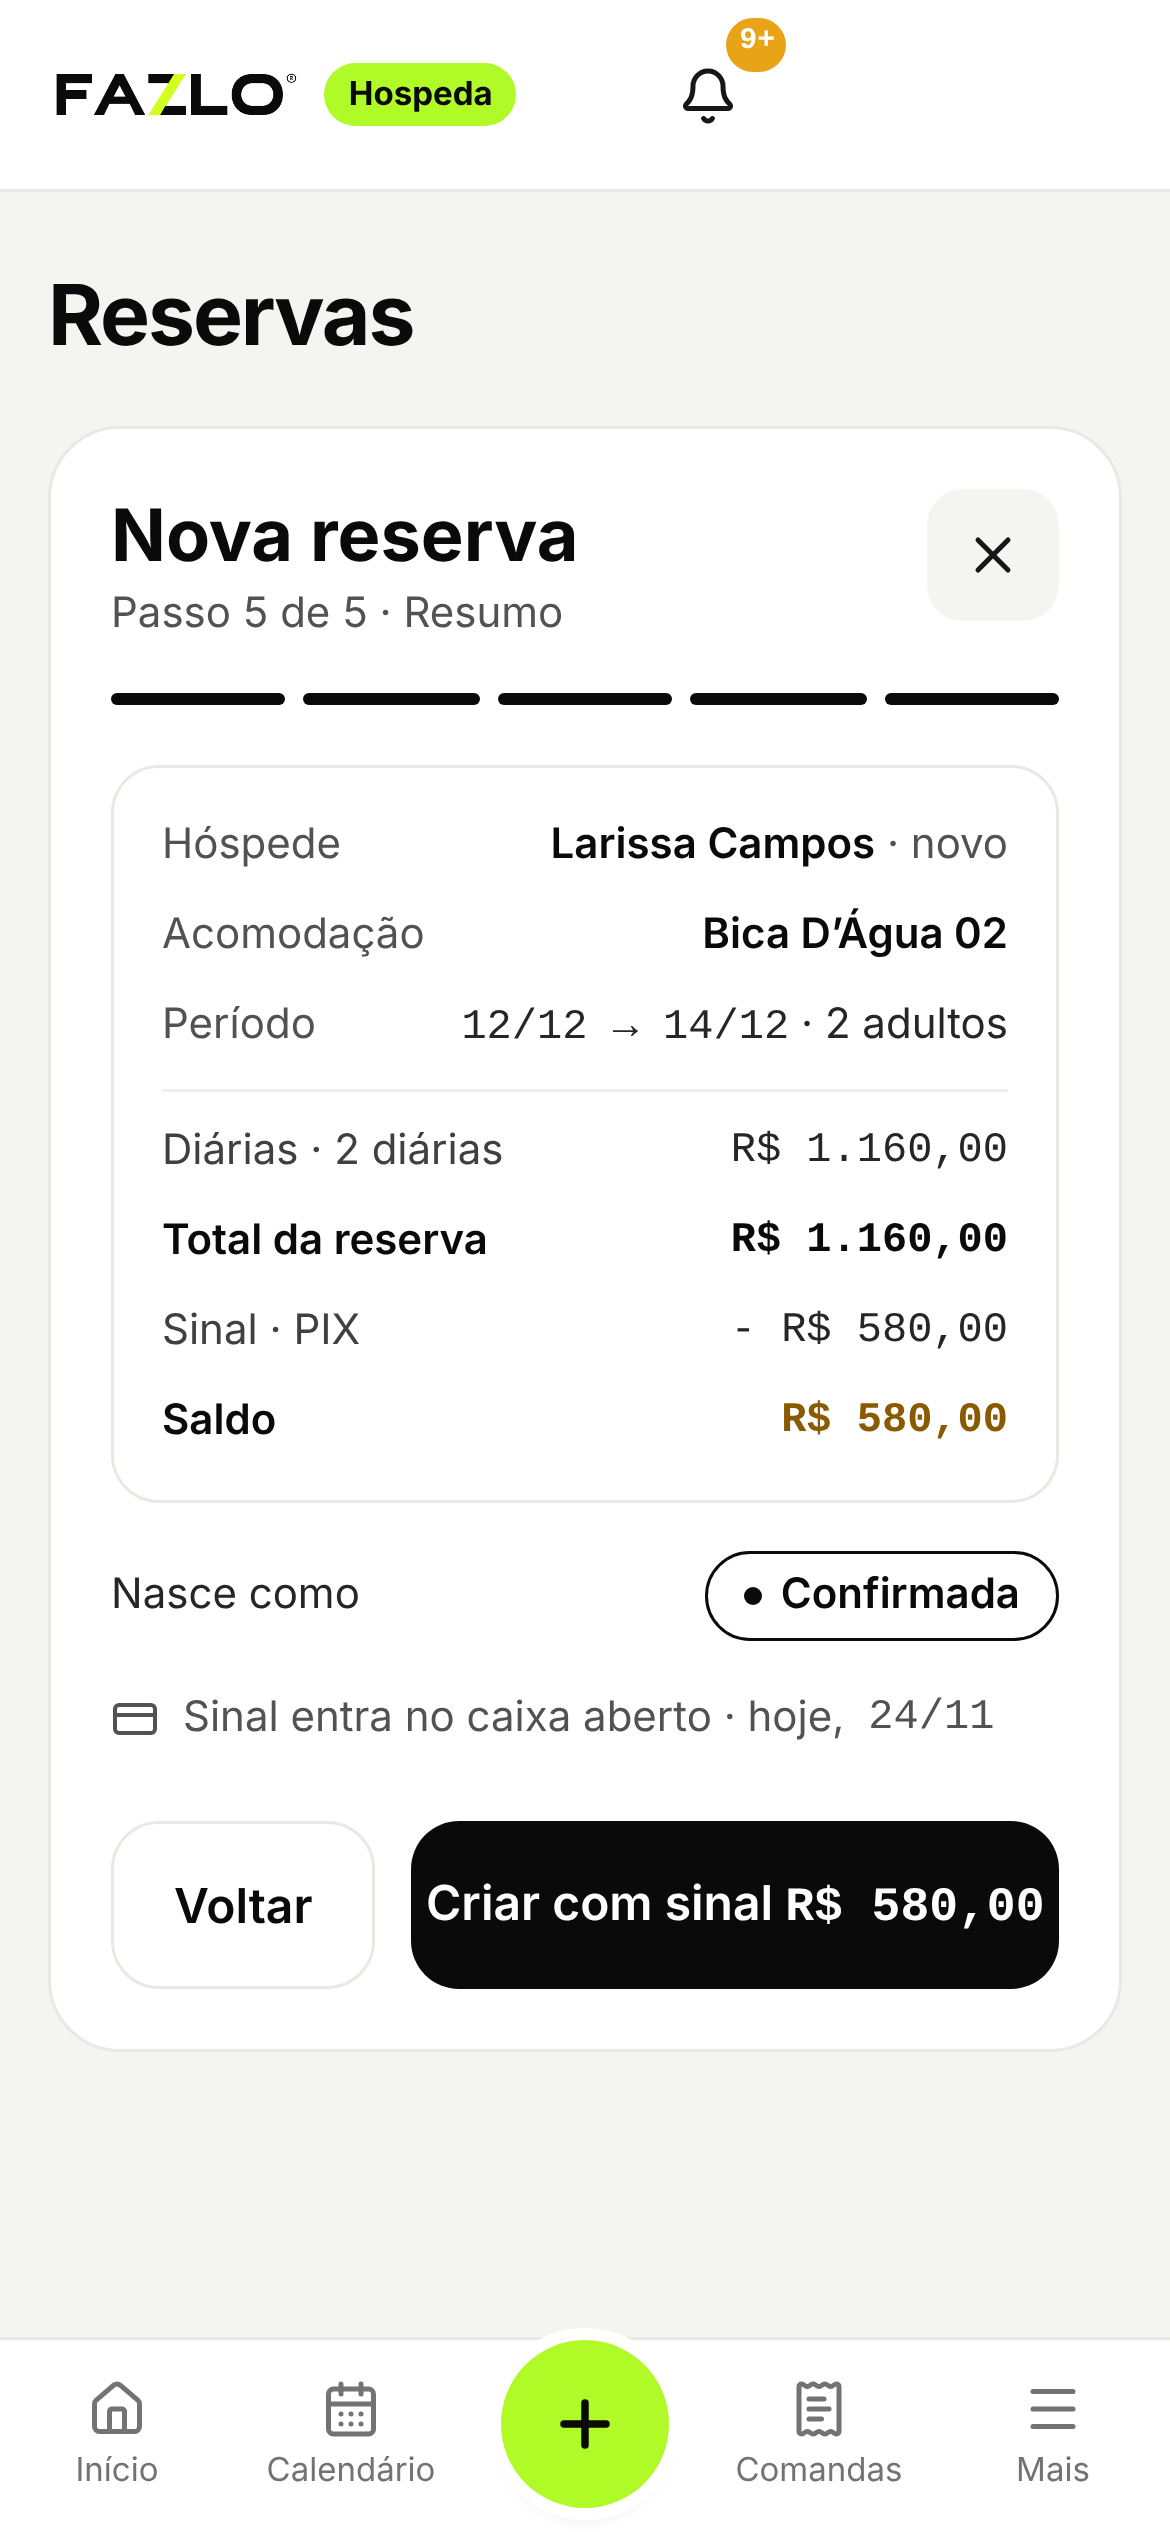 FAZLO® Hospeda 9+
Reservas
Nova reserva
Passo 5 de 5 · Resumo
Hóspede Larissa Campos · novo
Acomodação Bica D’Água 02
Período 12/12 → 14/12 · 2 adultos
Diárias · 2 diárias R$ 1.160,00
Total da reserva R$ 1.160,00
Sinal · PIX - R$ 580,00
Saldo R$ 580,00
Nasce como Confirmada
Sinal entra no caixa aberto · hoje, 24/11
Voltar Criar com sinal R$ 580,00
Início Calendário Comandas Mais